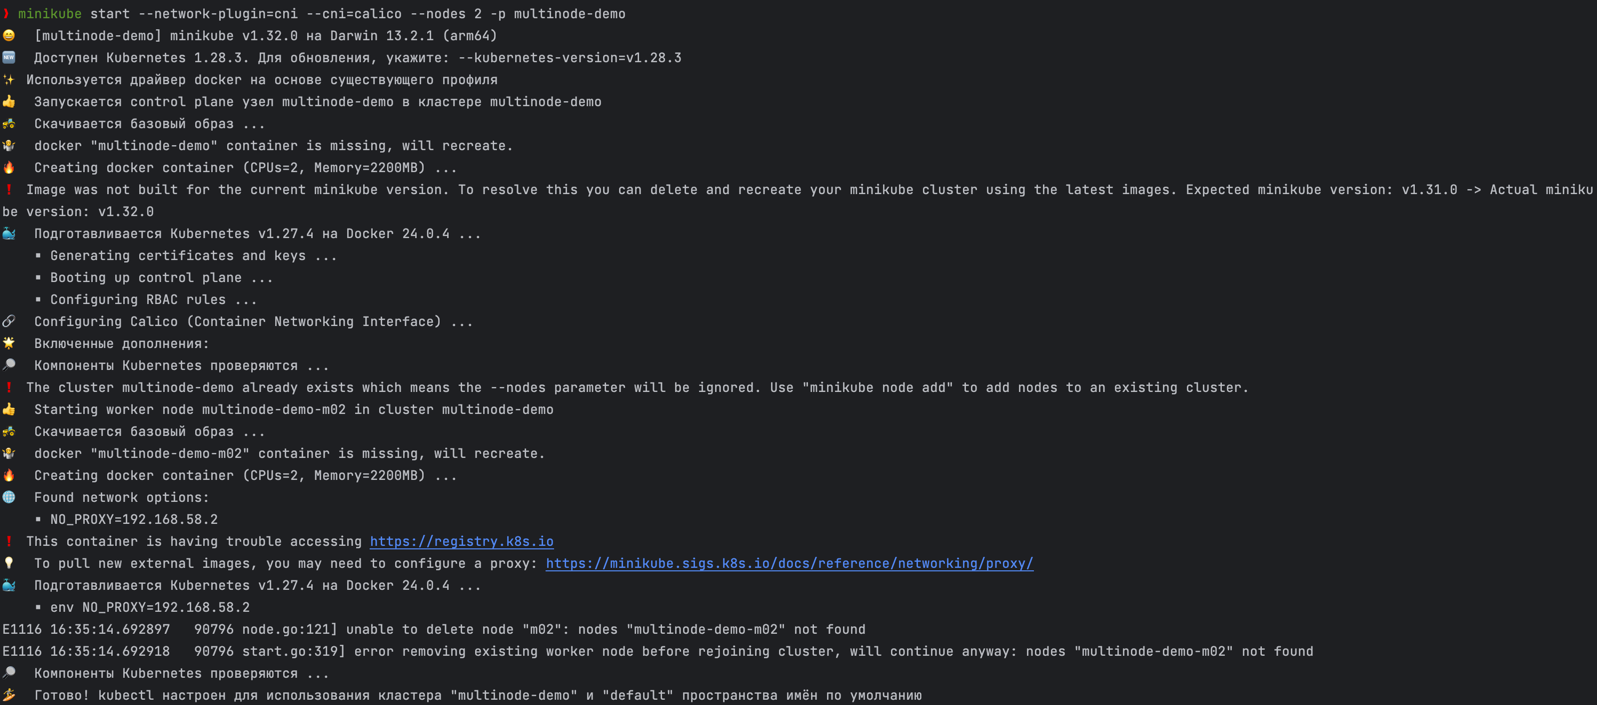 ❯ minikube start --network-plugin=cni --cni=calico --nodes 2 -p multinode-demo
😄 [multinode-demo] minikube v1.32.0 на Darwin 13.2.1 (arm64)
🆕 Доступен Kubernetes 1.28.3. Для обновления, укажите: --kubernetes-version=v1.28.3
✨ Используется драйвер docker на основе существующего профиля
👍 Запускается control plane узел multinode-demo в кластере multinode-demo
🚜 Скачивается базовый образ ...
🤷 docker "multinode-demo" container is missing, will recreate.
🔥 Creating docker container (CPUs=2, Memory=2200MB) ...
❗ Image was not built for the current minikube version. To resolve this you can delete and recreate your minikube cluster using the latest images. Expected minikube version: v1.31.0 -> Actual miniku
be version: v1.32.0
🐳 Подготавливается Kubernetes v1.27.4 на Docker 24.0.4 ...
▪ Generating certificates and keys ...
▪ Booting up control plane ...
▪ Configuring RBAC rules ...
🔗 Configuring Calico (Container Networking Interface) ...
🌟 Включенные дополнения:
🔎 Компоненты Kubernetes проверяются ...
❗ The cluster multinode-demo already exists which means the --nodes parameter will be ignored. Use "minikube node add" to add nodes to an existing cluster.
👍 Starting worker node multinode-demo-m02 in cluster multinode-demo
🚜 Скачивается базовый образ ...
🤷 docker "multinode-demo-m02" container is missing, will recreate.
🔥 Creating docker container (CPUs=2, Memory=2200MB) ...
🌐 Found network options:
▪ NO_PROXY=192.168.58.2
❗ This container is having trouble accessing https://registry.k8s.io
💡 To pull new external images, you may need to configure a proxy: https://minikube.sigs.k8s.io/docs/reference/networking/proxy/
🐳 Подготавливается Kubernetes v1.27.4 на Docker 24.0.4 ...
▪ env NO_PROXY=192.168.58.2
E1116 16:35:14.692897 90796 node.go:121] unable to delete node "m02": nodes "multinode-demo-m02" not found
E1116 16:35:14.692918 90796 start.go:319] error removing existing worker node before rejoining cluster, will continue anyway: nodes "multinode-demo-m02" not found
🔎 Компоненты Kubernetes проверяются ...
🏄 Готово! kubectl настроен для использования кластера "multinode-demo" и "default" пространства имён по умолчанию